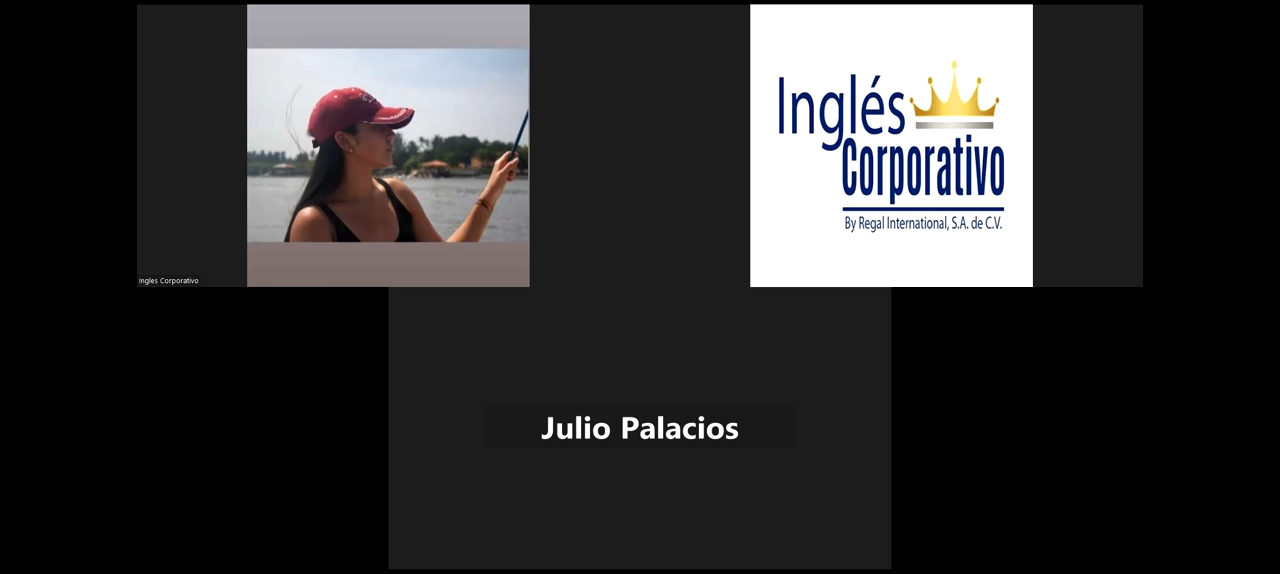 Inglés
Corporativo
By Regal International, S.A. de C.V.
Ingles Corporativo
Julio Palacios